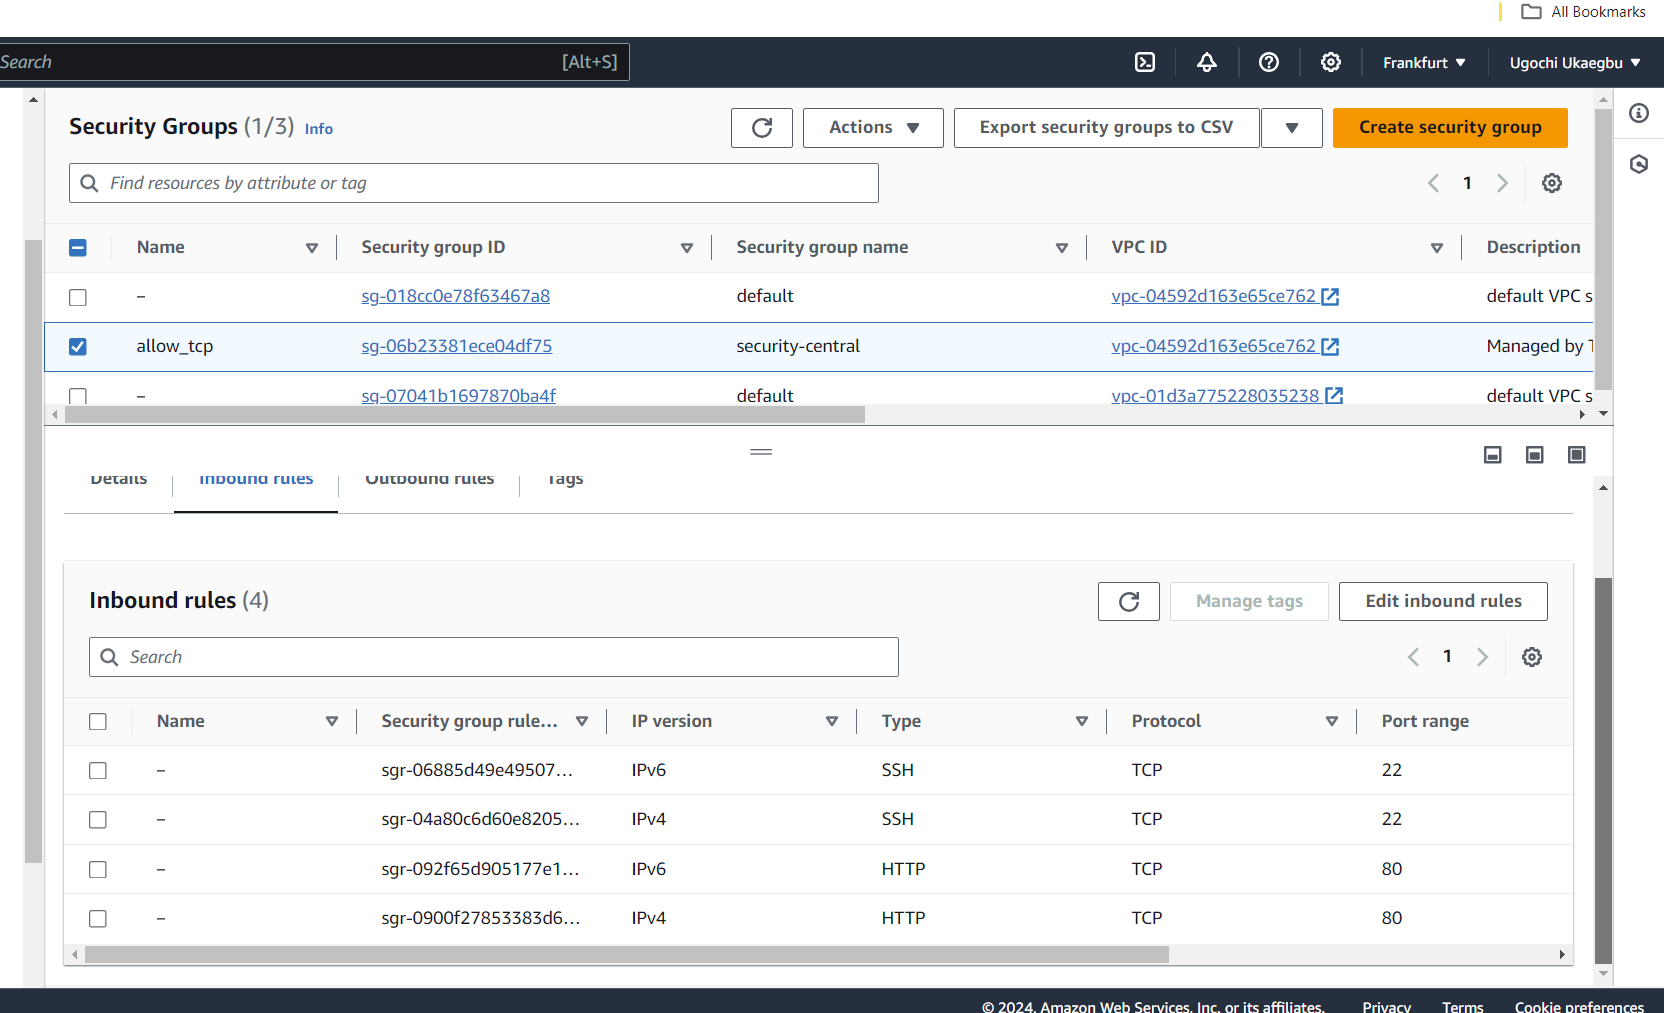 All Bookmarks
Search [Alt+S] Frankfurt Ugochi Ukaegbu
Security Groups (1/3) Info Actions Export security groups to CSV Create security group
Find resources by attribute or tag 1
Name Security group ID Security group name VPC ID Description
– sg-018cc0e78f63467a8 default vpc-04592d163e65ce762 default VPC s
allow_tcp sg-06b23381ece04df75 security-central vpc-04592d163e65ce762 Managed by T
– sg-07041b1697870ba4f default vpc-01d3a775228035238 default VPC s
Details Inbound rules Outbound rules Tags
Inbound rules (4) Manage tags Edit inbound rules
Search 1
Name Security group rule... IP version Type Protocol Port range
– sgr-06885d49e49507... IPv6 SSH TCP 22
– sgr-04a80c6d60e8205... IPv4 SSH TCP 22
– sgr-092f65d905177e1... IPv6 HTTP TCP 80
– sgr-0900f27853383d6... IPv4 HTTP TCP 80
© 2024, Amazon Web Services, Inc. or its affiliates. Privacy Terms Cookie preferences